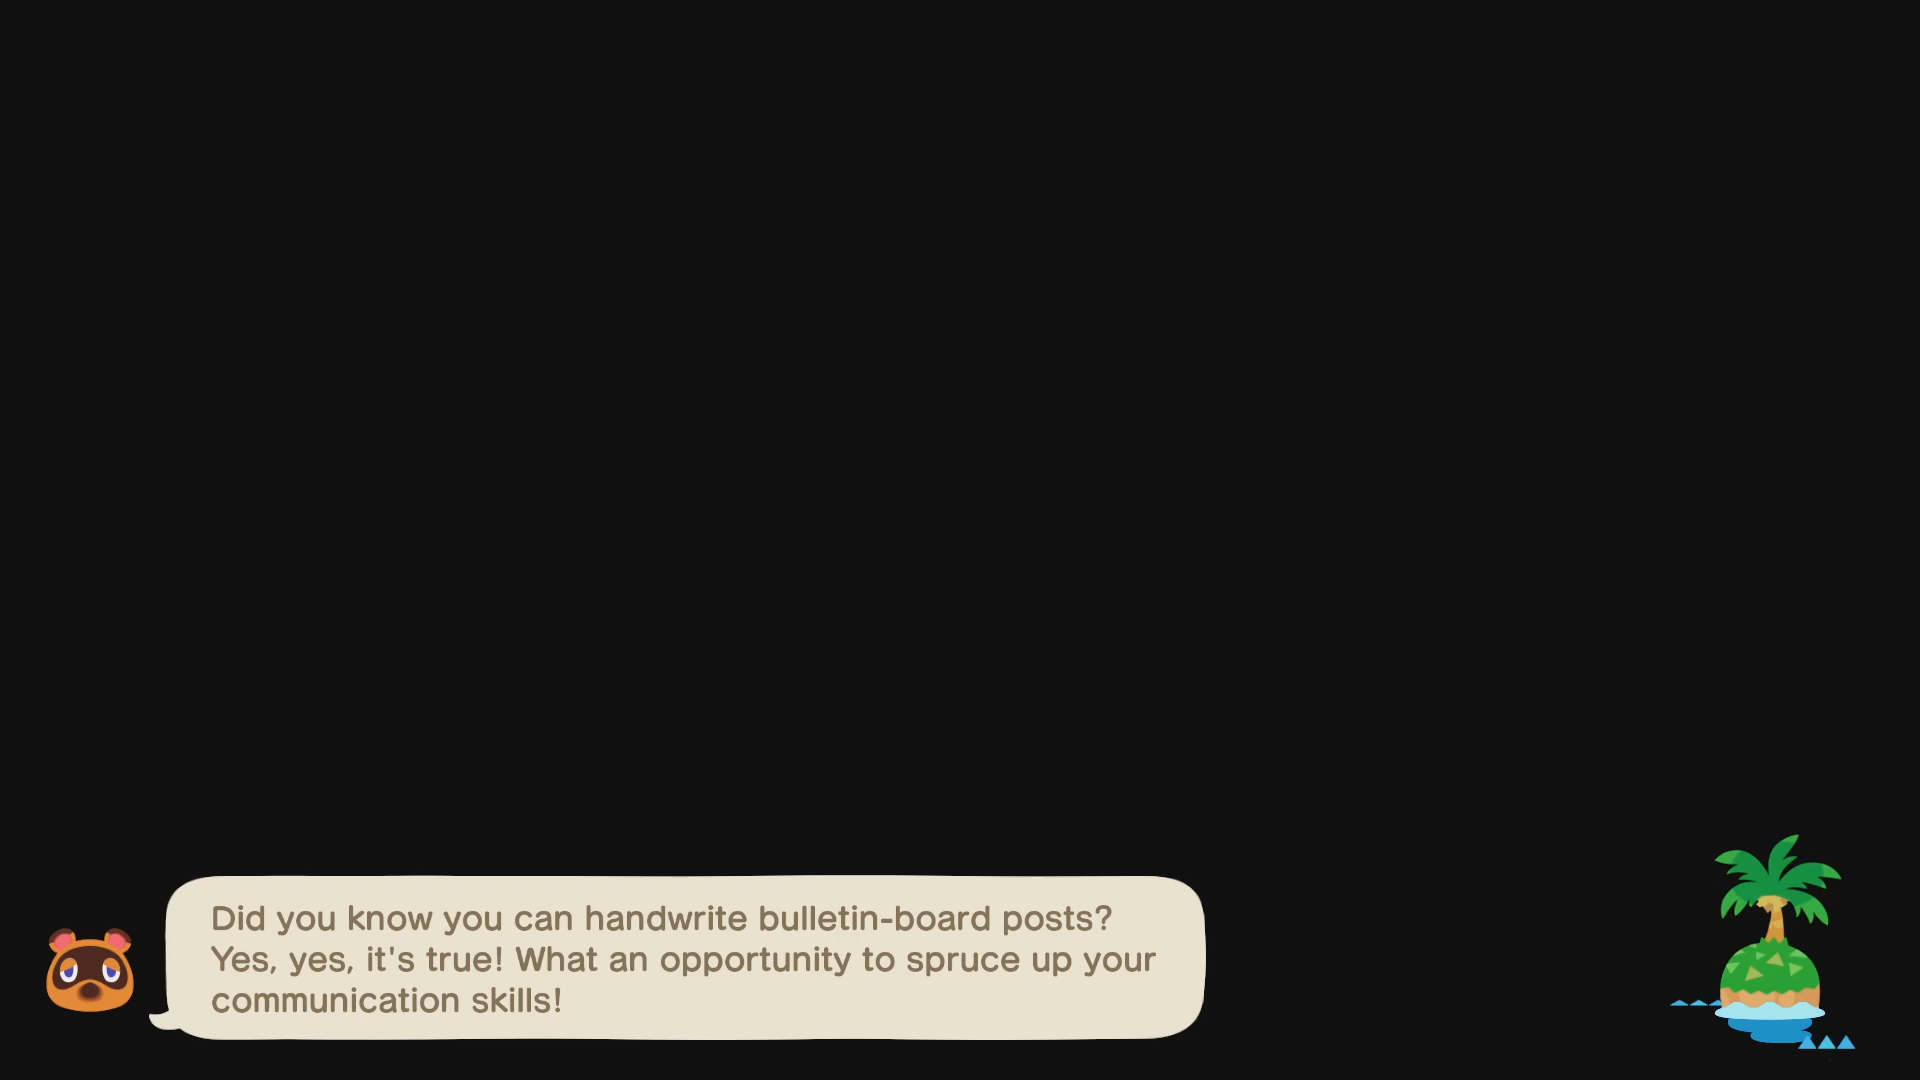 Did you know you can handwrite bulletin-board posts?
Yes, yes, it's true! What an opportunity to spruce up your
communication skills!